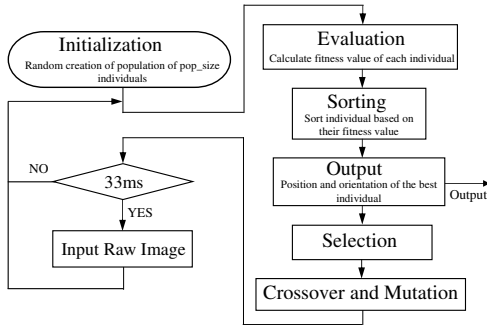 Initialization
Random creation of population of pop_size
individuals
Evaluation
Calculate fitness value of each individual
Sorting
Sort individual based on
their fitness value
Output
Position and orientation of the best
individual
Output
Selection
Crossover and Mutation
33ms
NO
YES
Input Raw Image